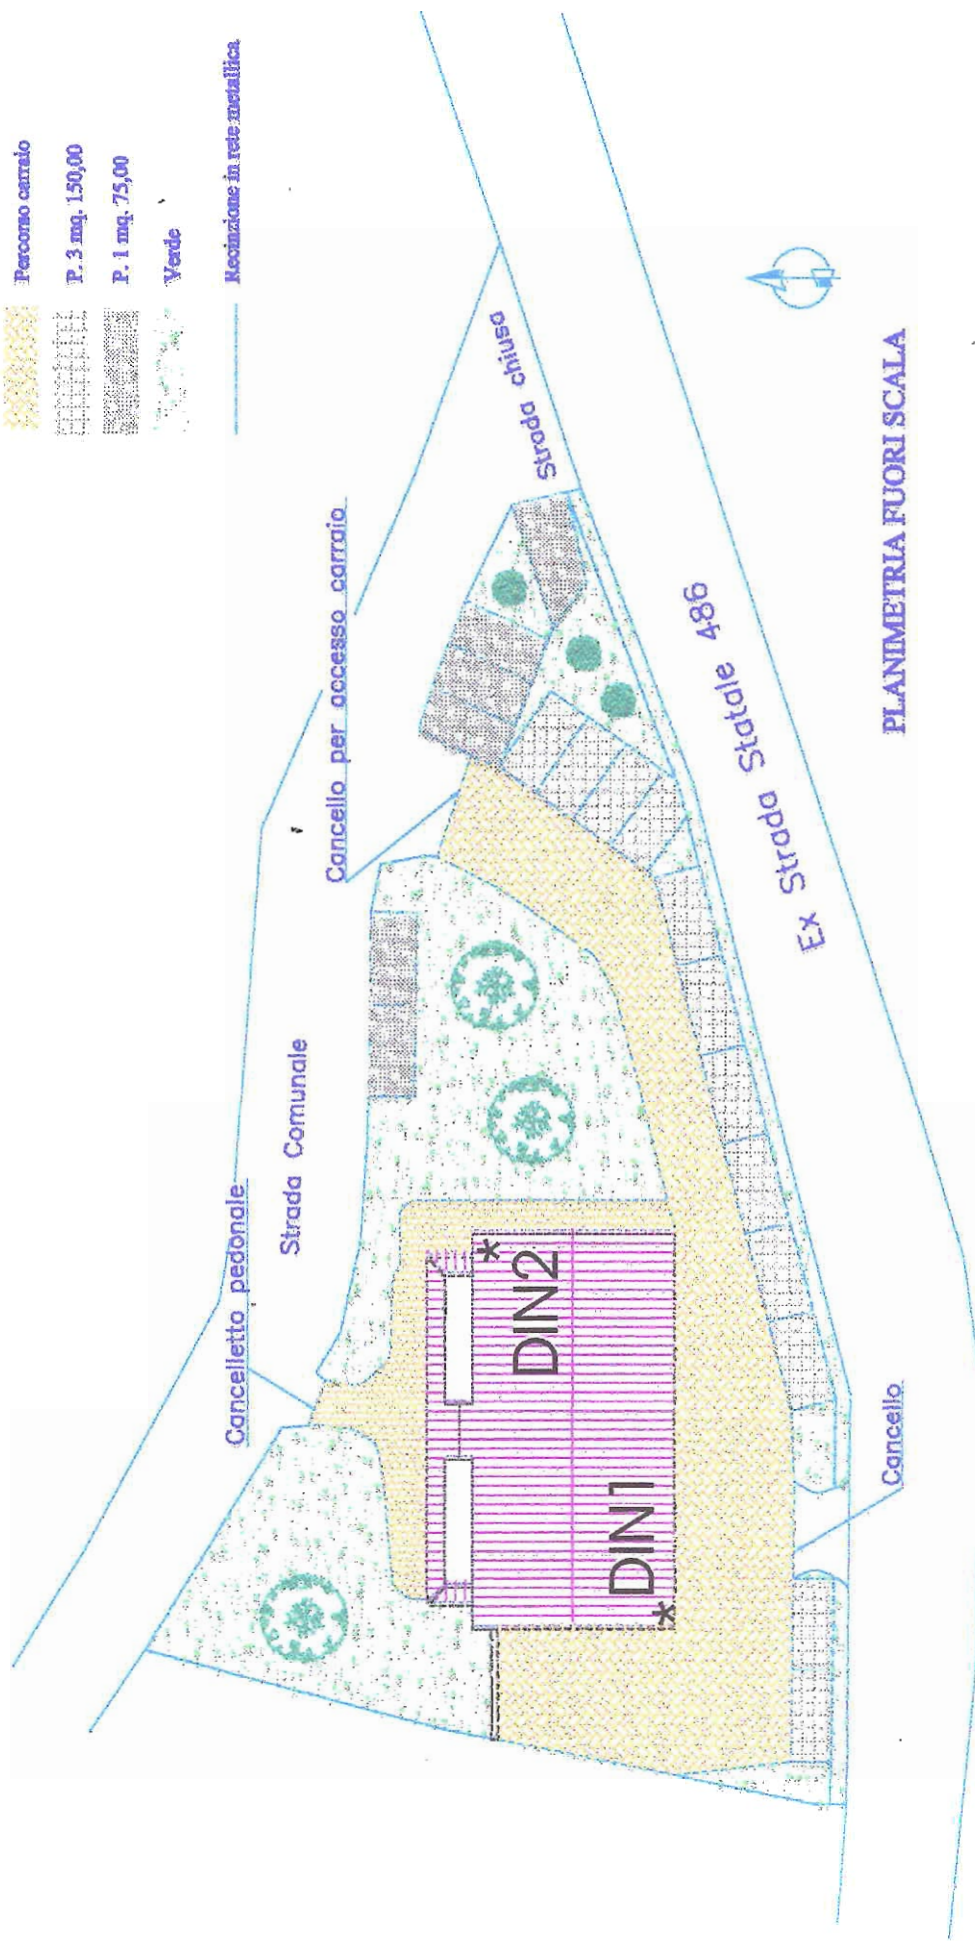 Percorso carraio
P. 3 mq. 150,00
P. 1 mq. 75,00
Verde
Recinzione in rete metallica
Cancelletto pedonale
Strada Comunale
Cancello per accesso carraio
Strada chiusa
DIN1
*
DIN2
*
Cancello
Ex Strada Statale 486
PLANIMETRIA FUORI SCALA